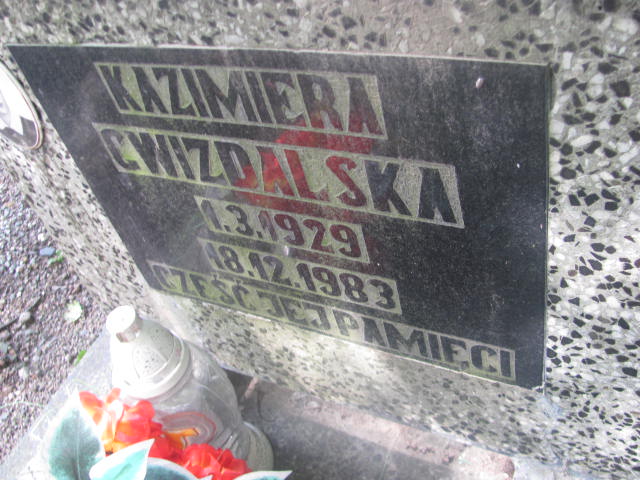 KAZIMIERA
GWIZDALSKA
1.3.1929
18.12.1983
CZEŚĆ JEJ PAMIĘCI